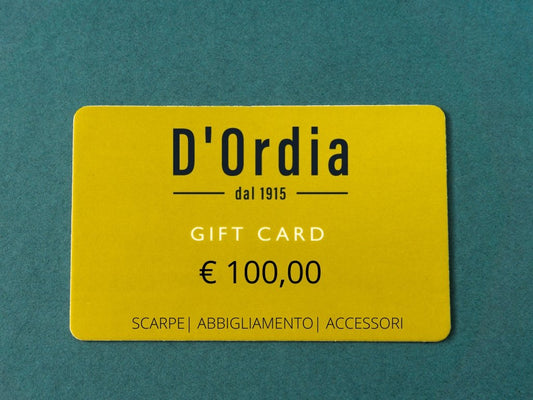 D'Ordia
dal 1915
GIFT CARD
€ 100,00
SCARPE| ABBIGLIAMENTO| ACCESSORI